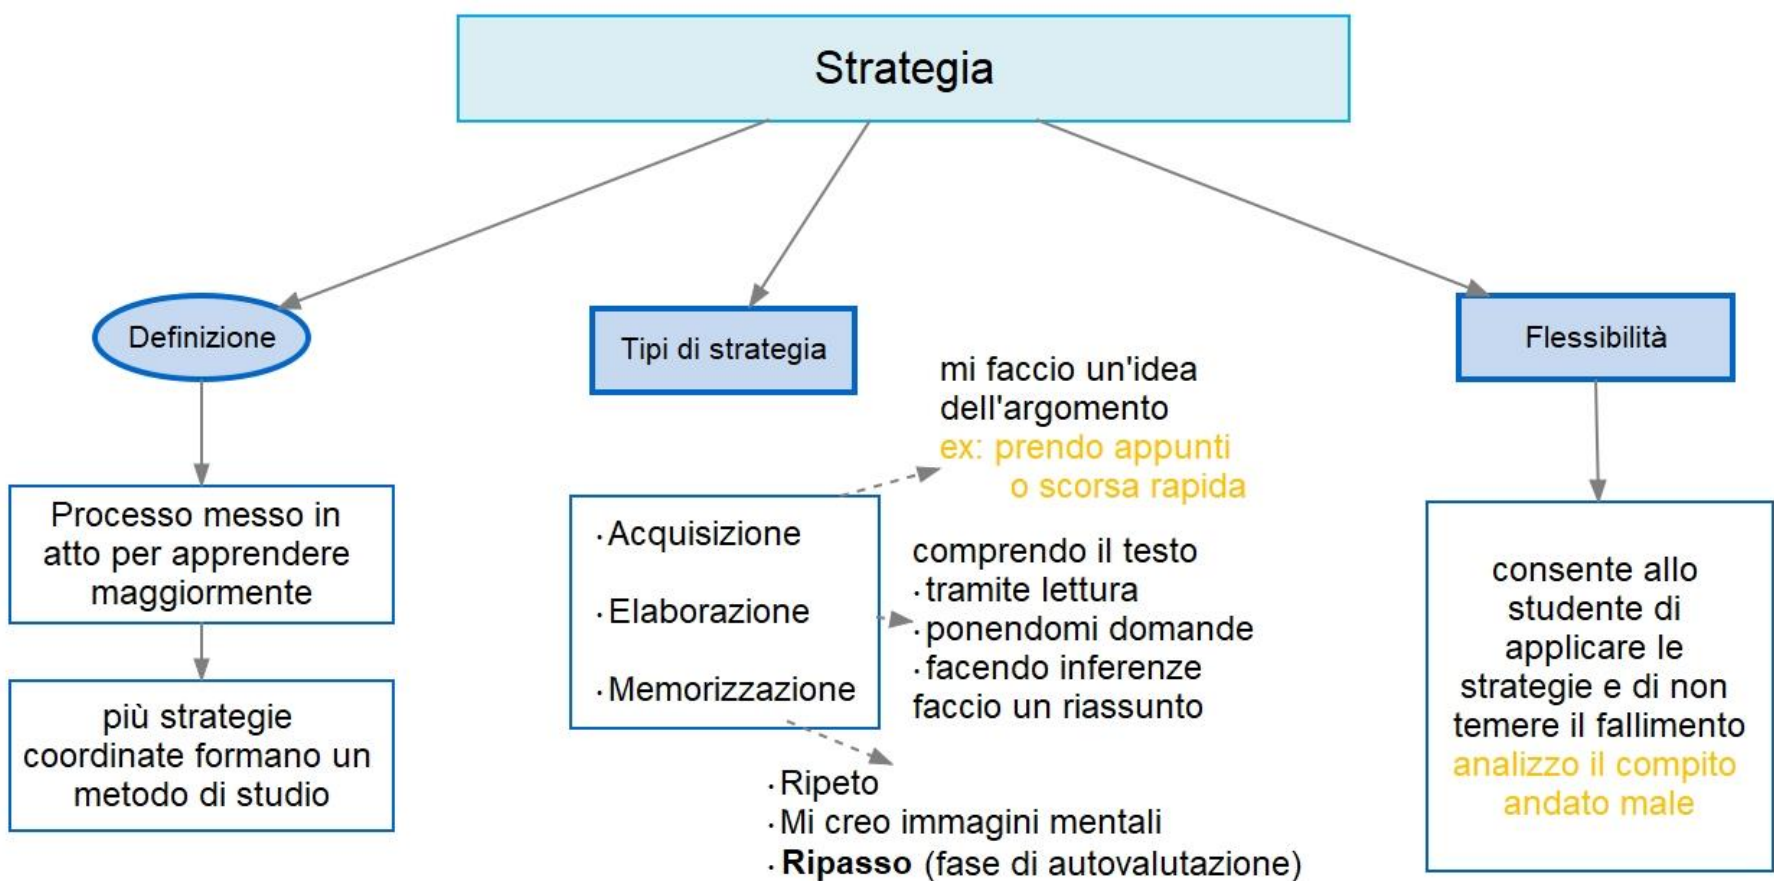 Strategia
Definizione
Processo messo in
atto per apprendere
maggiormente
più strategie
coordinate formano un
metodo di studio
Tipi di strategia
· Acquisizione
· Elaborazione
· Memorizzazione
mi faccio un'idea
dell'argomento
ex: prendo appunti
o scorsa rapida
comprendo il testo
· tramite lettura
· ponendomi domande
· facendo inferenze
faccio un riassunto
· Ripeto
· Mi creo immagini mentali
· Ripasso (fase di autovalutazione)
Flessibilità
consente allo
studente di
applicare le
strategie e di non
temere il fallimento
analizzo il compito
andato male